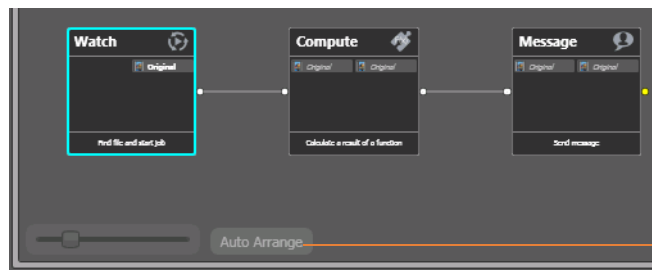 Watch
Compute
Message
Original
Original
Original
Original
Original
Find file and start job
Calculate a result of a function
Send message
Auto Arrange